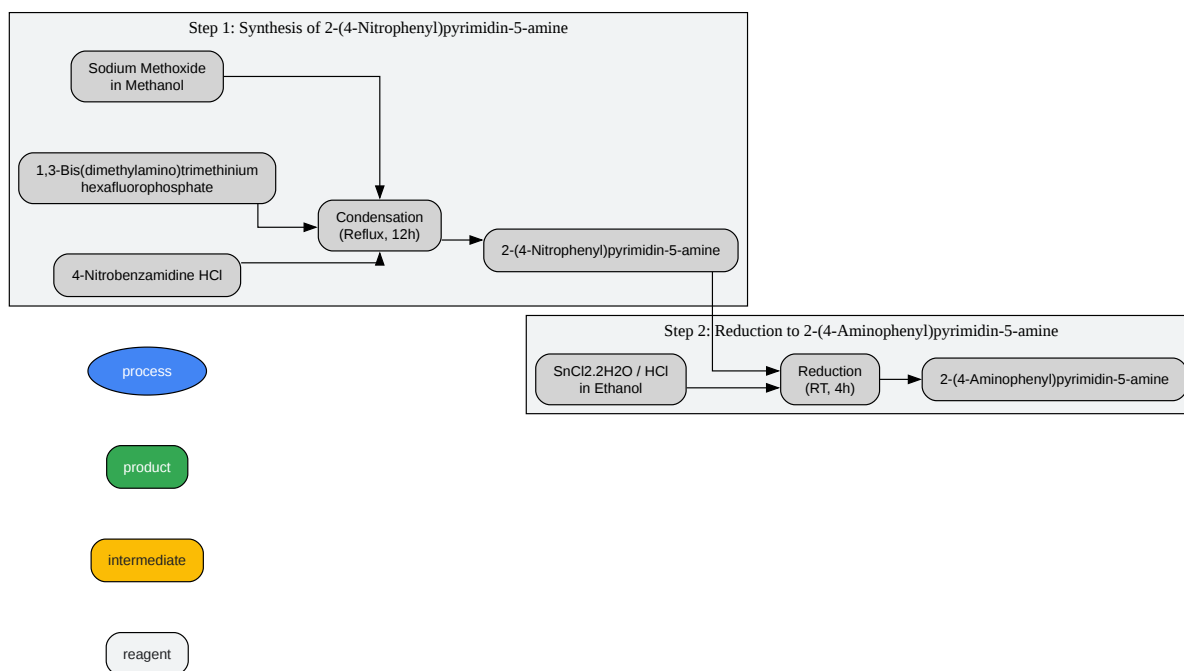 Step 1: Synthesis of 2-(4-Nitrophenyl)pyrimidin-5-amine
Sodium Methoxide
in Methanol
1,3-Bis(dimethylamino)trimethinium
hexafluorophosphate
Condensation
(Reflux, 12h)
4-Nitrobenzamidine HCl
2-(4-Nitrophenyl)pyrimidin-5-amine
Step 2: Reduction to 2-(4-Aminophenyl)pyrimidin-5-amine
SnCl2.2H2O / HCl
in Ethanol
Reduction
(RT, 4h)
2-(4-Aminophenyl)pyrimidin-5-amine
process
product
intermediate
reagent